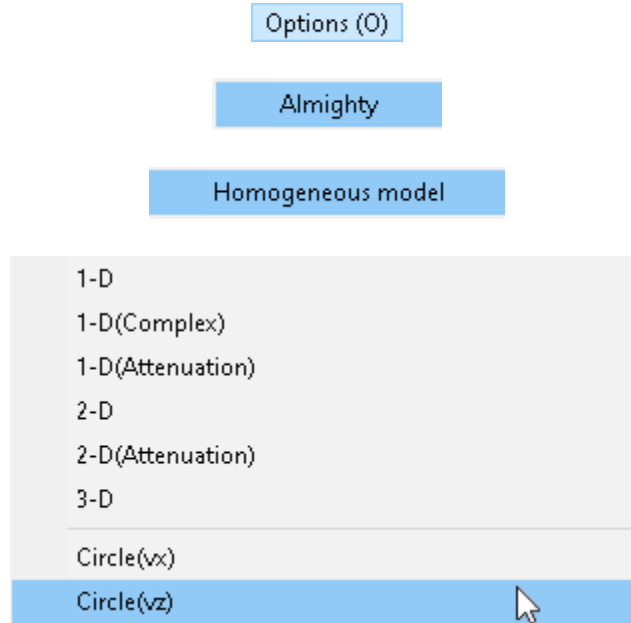 Options (O)
Almighty
Homogeneous model
1-D
1-D(Complex)
1-D(Attenuation)
2-D
2-D(Attenuation)
3-D
Circle(vx)
Circle(vz)